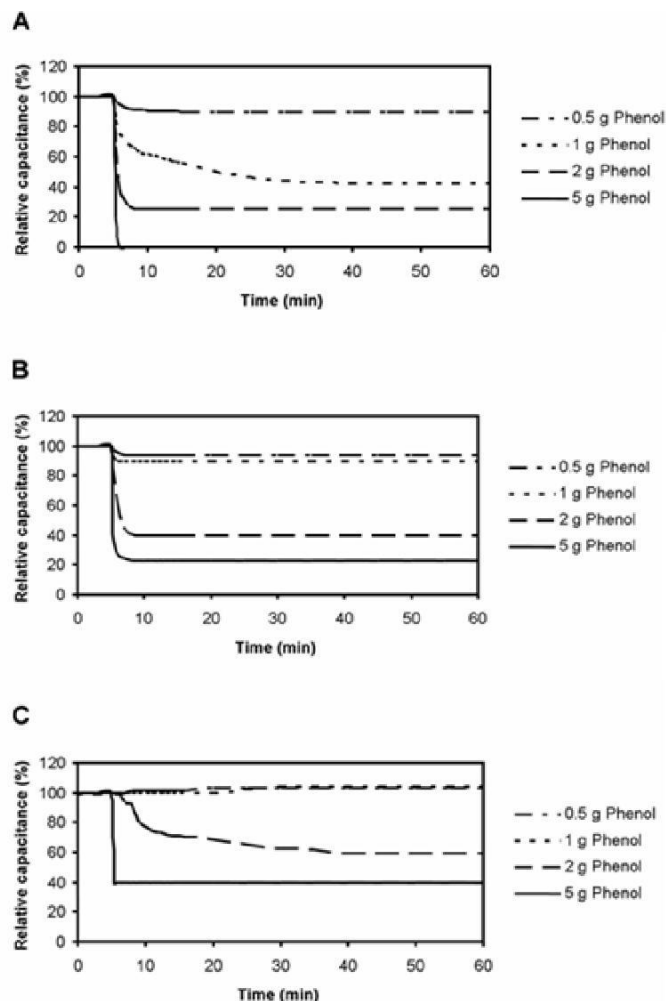 A
Relative capacitance (%)
120
100
80
60
40
20
0
0 10 20 30 40 50 60
Time (min)
0.5 g Phenol
1 g Phenol
2 g Phenol
5 g Phenol
B
Relative capacitance (%)
120
100
80
60
40
20
0
0 10 20 30 40 50 60
Time (min)
0.5 g Phenol
1 g Phenol
2 g Phenol
5 g Phenol
C
Relative capacitance (%)
120
100
80
60
40
20
0
0 10 20 30 40 50 60
Time (min)
0.5 g Phenol
1 g Phenol
2 g Phenol
5 g Phenol